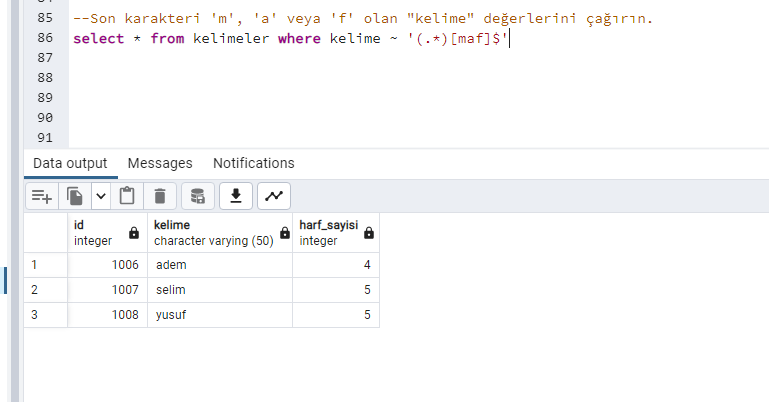 85 --Son karakteri 'm', 'a' veya 'f' olan "kelime" değerlerini çağırın.
86 select * from kelimeler where kelime ~ '(.*)[maf]$'
87
88
89
90
91
Data output Messages Notifications
id kelime harf_sayisi
integer character varying (50) integer
1 1006 adem 4
2 1007 selim 5
3 1008 yusuf 5